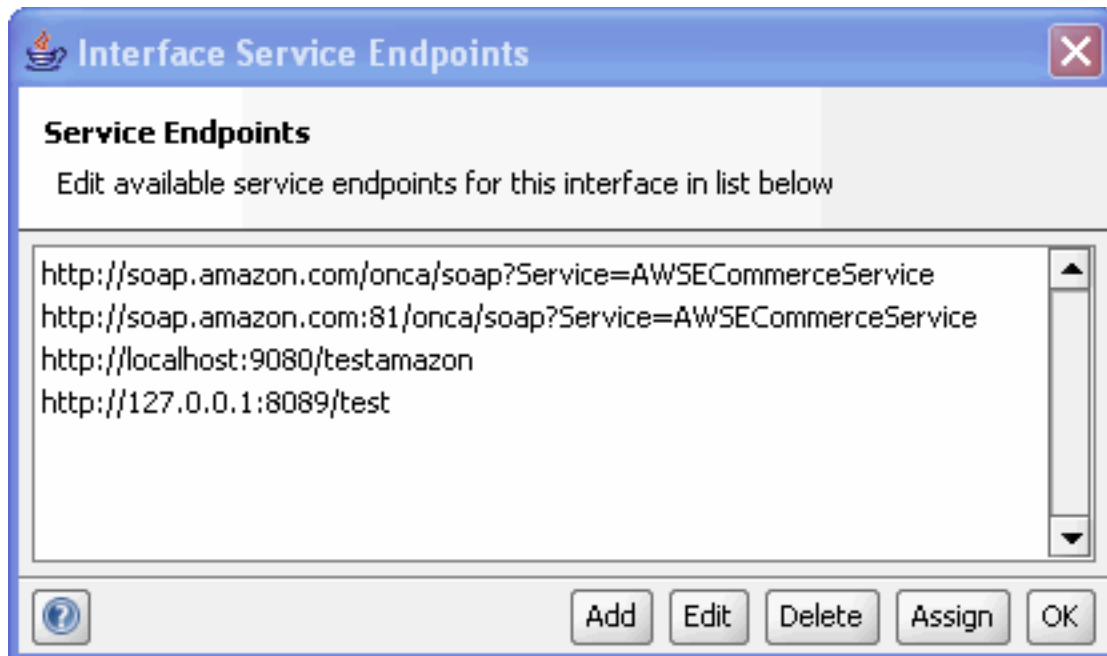 Interface Service Endpoints
Service Endpoints
Edit available service endpoints for this interface in list below
http://soap.amazon.com/onca/soap?Service=AWSECommerceService
http://soap.amazon.com:81/onca/soap?Service=AWSECommerceService
http://localhost:9080/testamazon
http://127.0.0.1:8089/test
? Add Edit Delete Assign OK